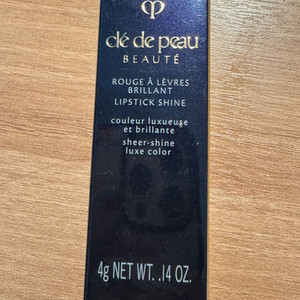 clé de peau
BEAUTÉ
ROUGE À LÈVRES
BRILLANT
LIPSTICK SHINE
couleur luxueuse
et brillante
sheer-shine
luxe color
4g NET WT. .14 OZ.